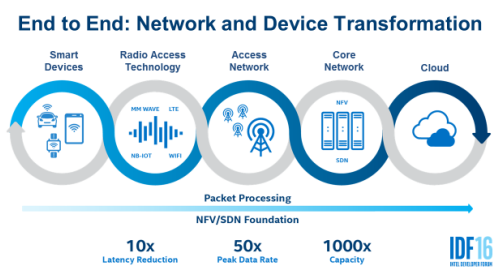 End to End: Network and Device Transformation
Smart
Devices
Radio Access
Technology
Access
Network
Core
Network
Cloud
MM WAVE
LTE
NB-IOT
WIFI
NFV
SDN
Packet Processing
NFV/SDN Foundation
10x
Latency Reduction
50x
Peak Data Rate
1000x
Capacity
IDF16
INTEL DEVELOPER FORUM